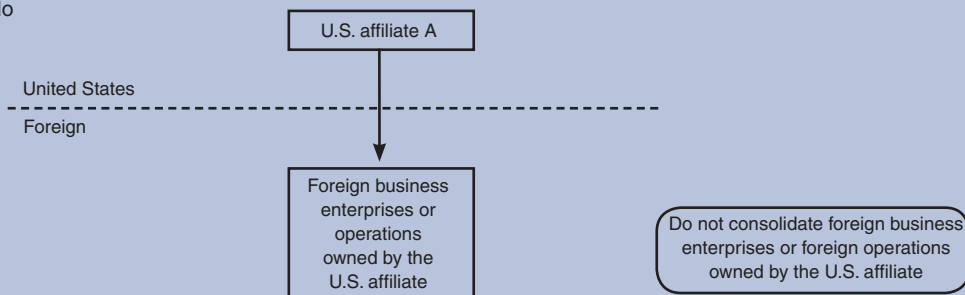 U.S. affiliate A
United States
Foreign
Foreign business
enterprises or
operations
owned by the
U.S. affiliate
Do not consolidate foreign business
enterprises or foreign operations
owned by the U.S. affiliate